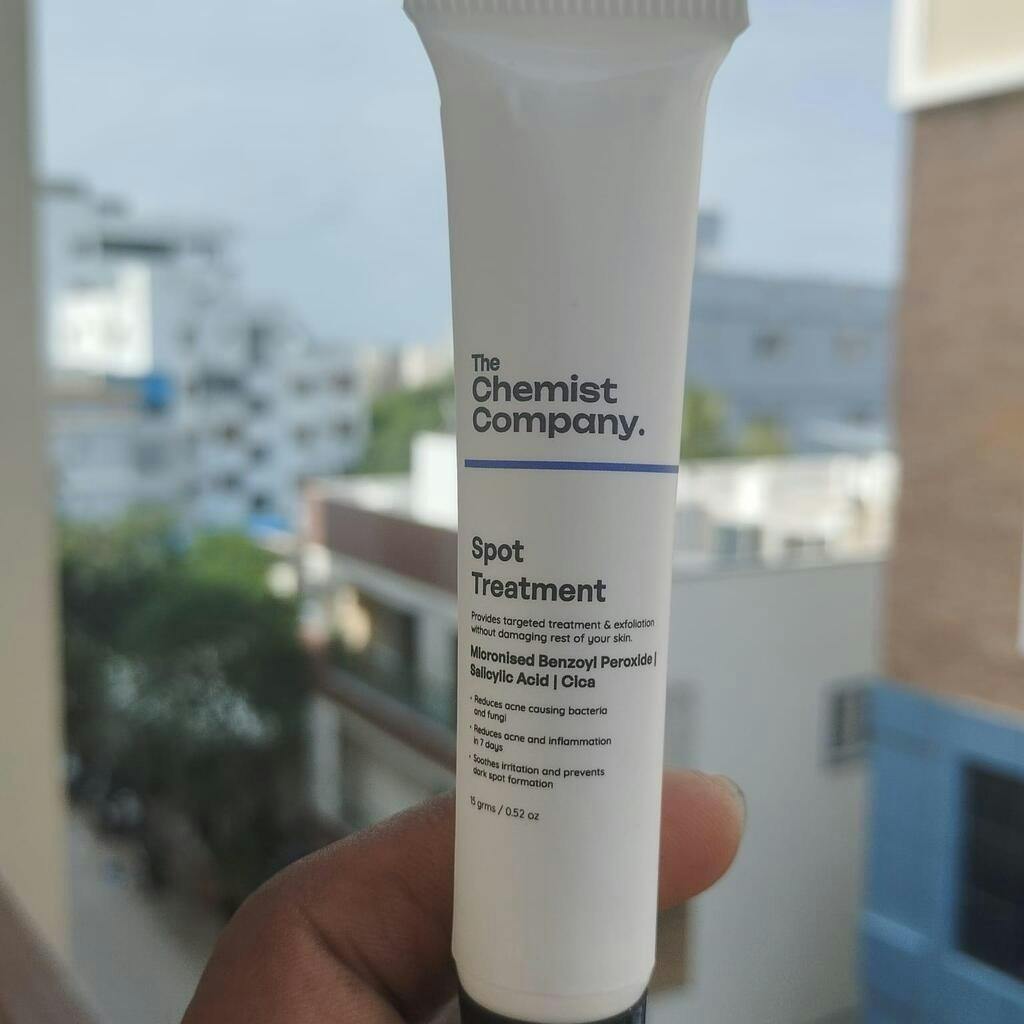 The
Chemist
Company.
Spot
Treatment
Provides targeted treatment & exfoliation
without damaging rest of your skin.
Micronised Benzoyl Peroxide |
Salicylic Acid | Cica
• Reduces acne causing bacteria
and fungi
• Reduces acne and inflammation
in 7 days
• Soothes irritation and prevents
dark spot formation
15 grms / 0.52 oz